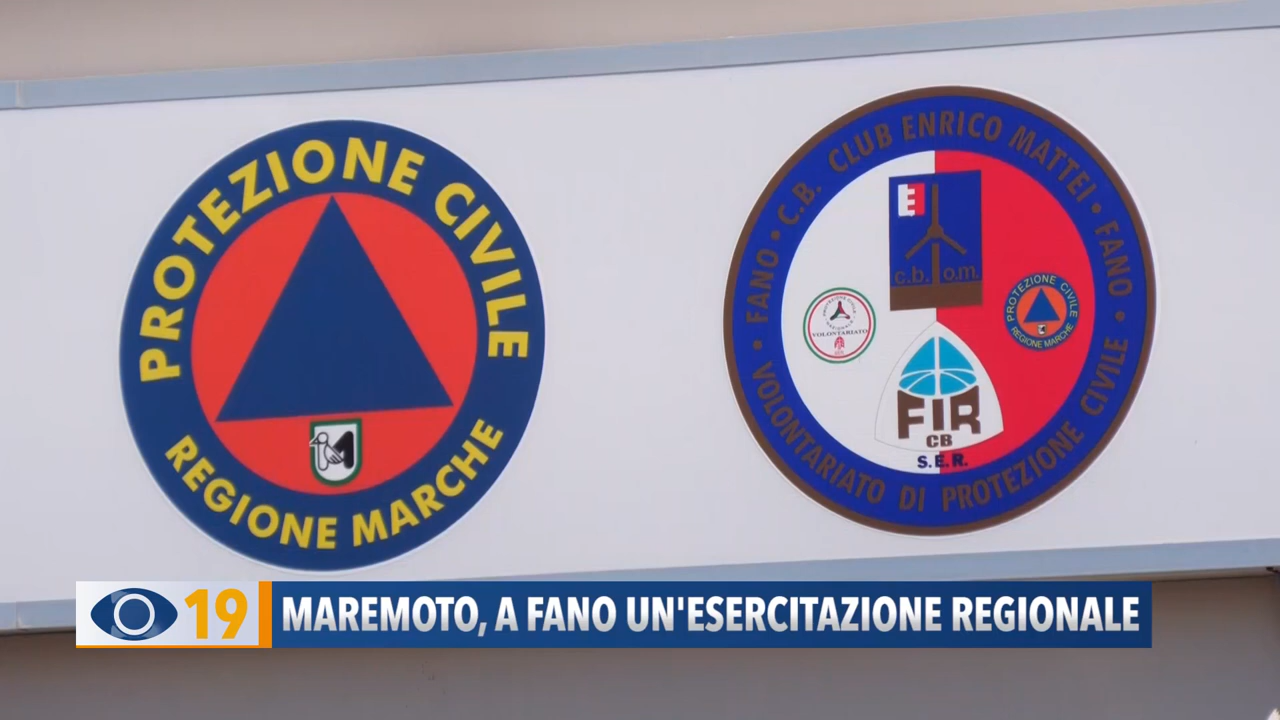 PROTEZIONE CIVILE
REGIONE MARCHE
FANO • C.B. CLUB ENRICO MATTEI • FANO
• VOLONTARIATO DI PROTEZIONE CIVILE •
c.b. o.m.
VOLONTARIATO
PROTEZIONE CIVILE
REGIONE MARCHE
FIR
CB
S.E.R.
19
MAREMOTO, A FANO UN'ESERCITAZIONE REGIONALE